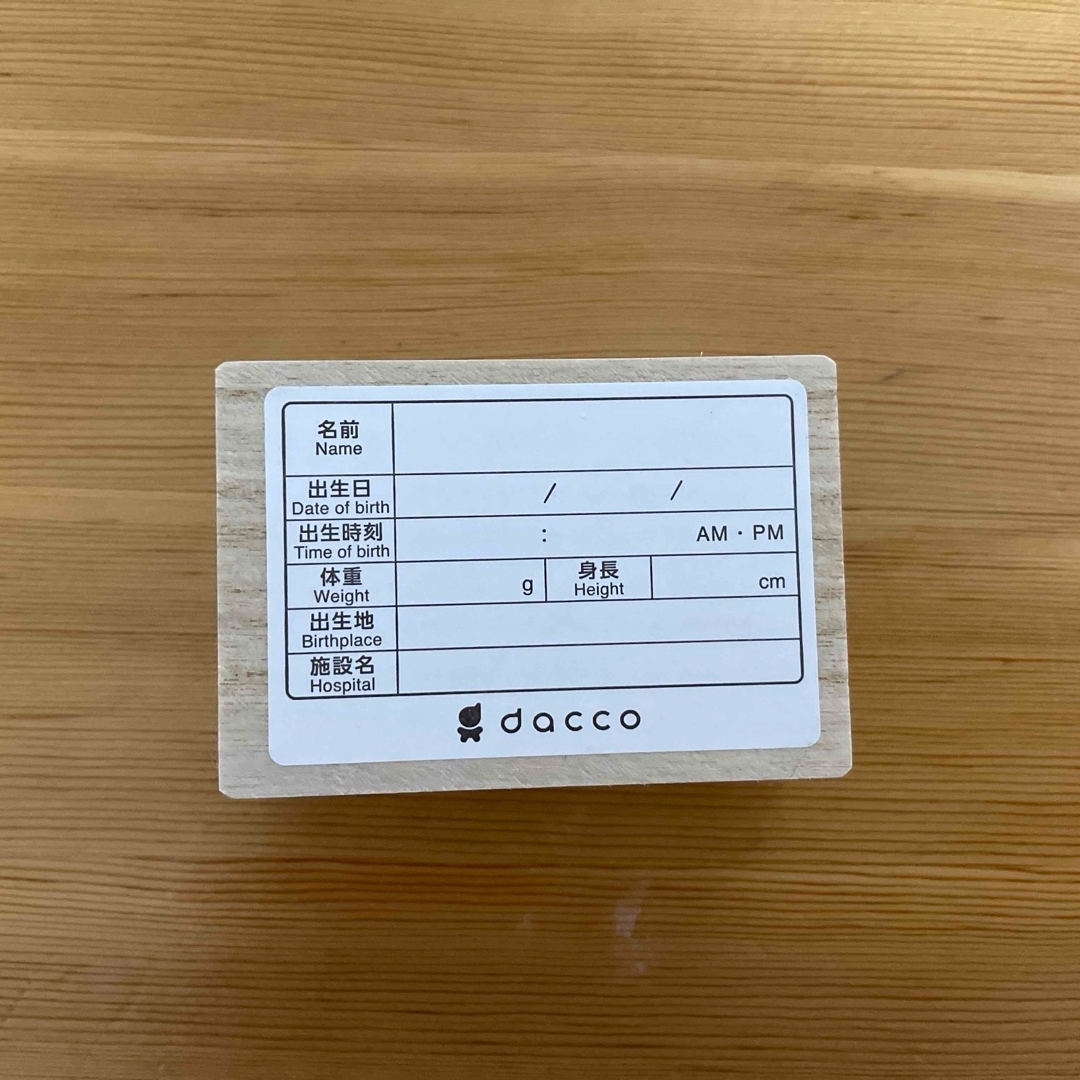 名前
Name
出生日
Date of birth / /
出生時刻
Time of birth : AM・PM
体重
Weight g
身長
Height cm
出生地
Birthplace
施設名
Hospital
dacco